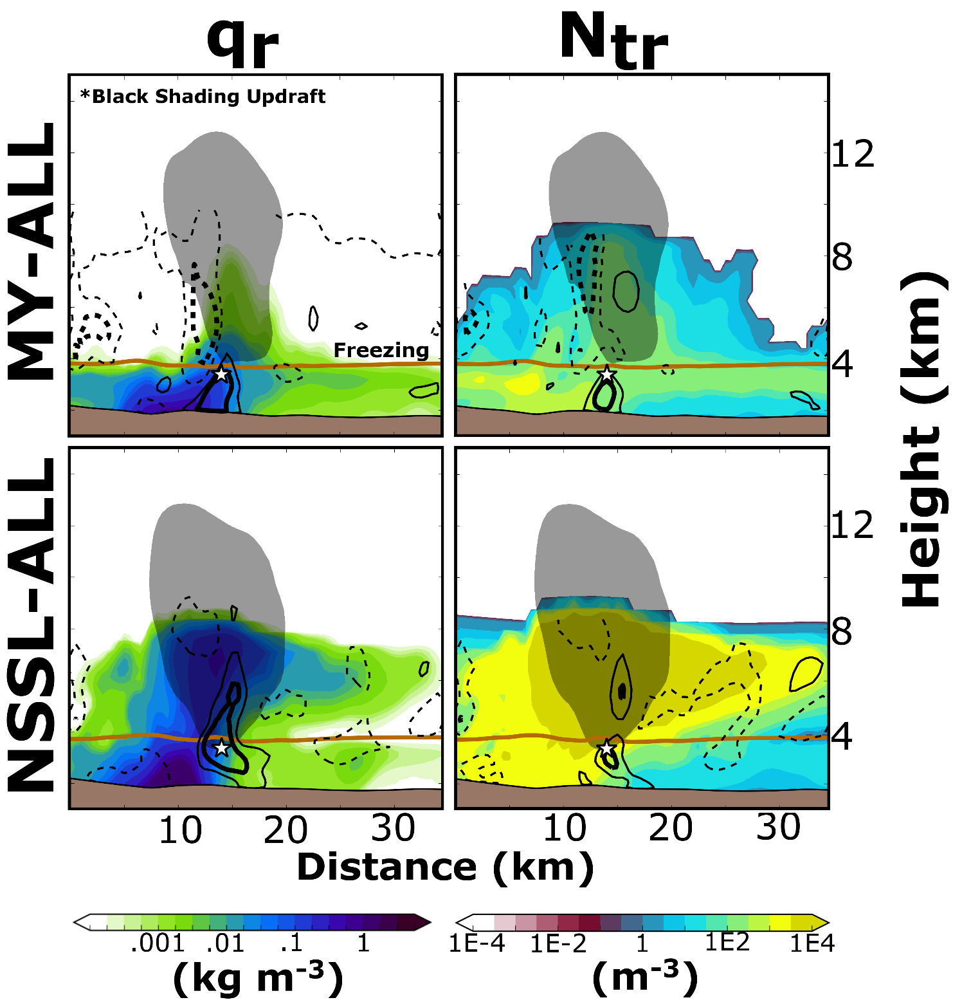 qr
Ntr
*Black Shading Updraft
MY-ALL
Freezing
12
8
4
NSSL-ALL
12
8
4
Height (km)
10 20 30
10 20 30
Distance (km)
.001 .01 .1 1
(kg m-3)
1E-4 1E-2 1 1E2 1E4
(m-3)